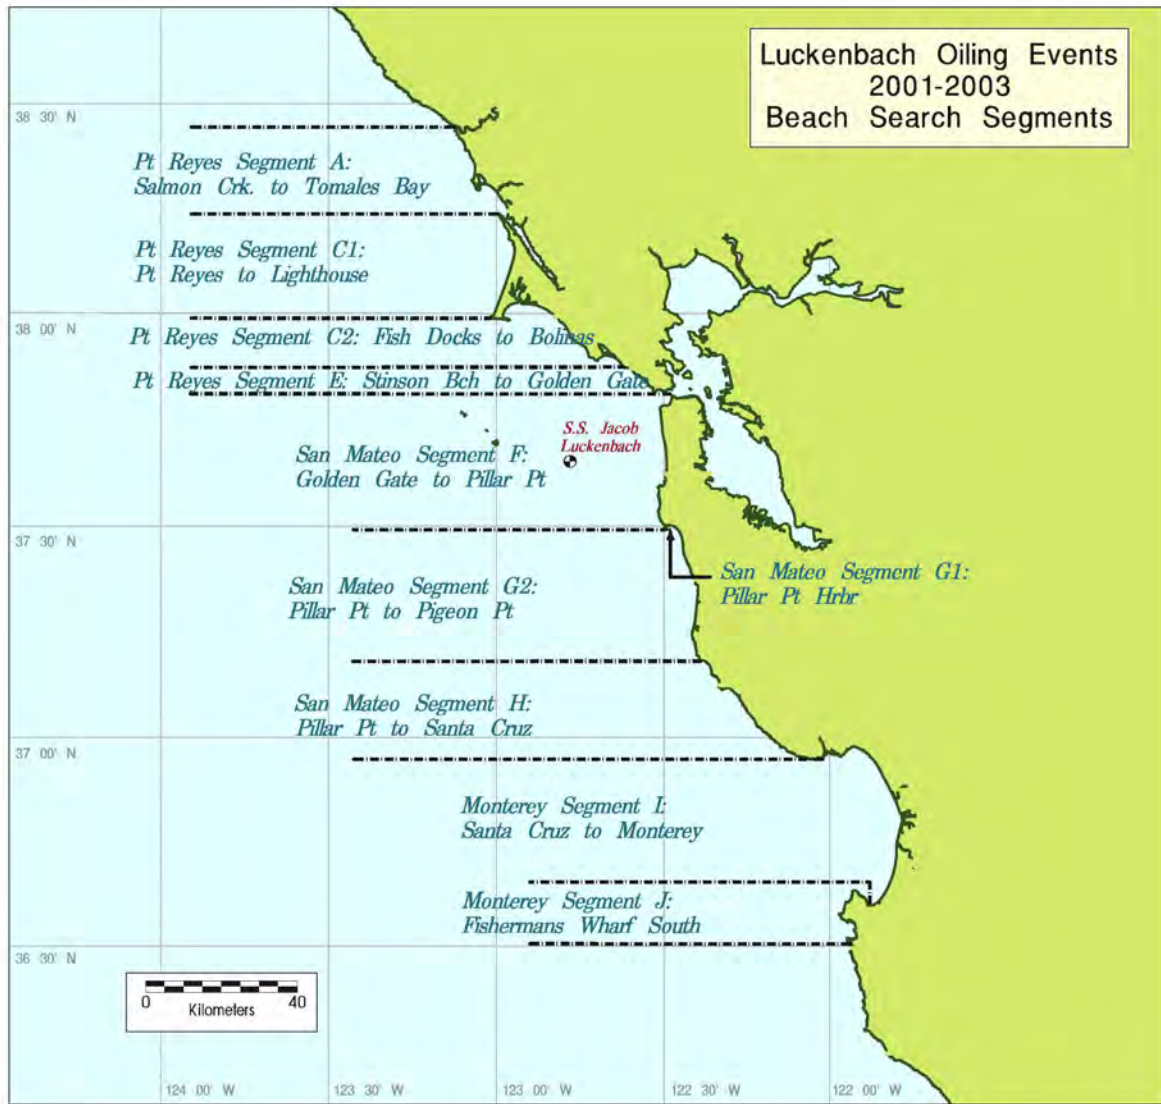 Luckenbach Oiling Events
2001-2003
Beach Search Segments
38 30' N
Pt Reyes Segment A:
Salmon Crk. to Tomales Bay
Pt Reyes Segment C1:
Pt Reyes to Lighthouse
38 00' N
Pt Reyes Segment C2: Fish Docks to Bolinas
Pt Reyes Segment E: Stinson Bch to Golden Gate
S.S. Jacob
Luckenbach
San Mateo Segment F:
Golden Gate to Pillar Pt
37 30' N
San Mateo Segment G1:
Pillar Pt Hrbr
San Mateo Segment G2:
Pillar Pt to Pigeon Pt
San Mateo Segment H:
Pillar Pt to Santa Cruz
37 00' N
Monterey Segment I:
Santa Cruz to Monterey
Monterey Segment J:
Fishermans Wharf South
36 30' N
0 40
Kilometers
124 00' W 123 30' W 123 00' W 122 30' W 122 00' W